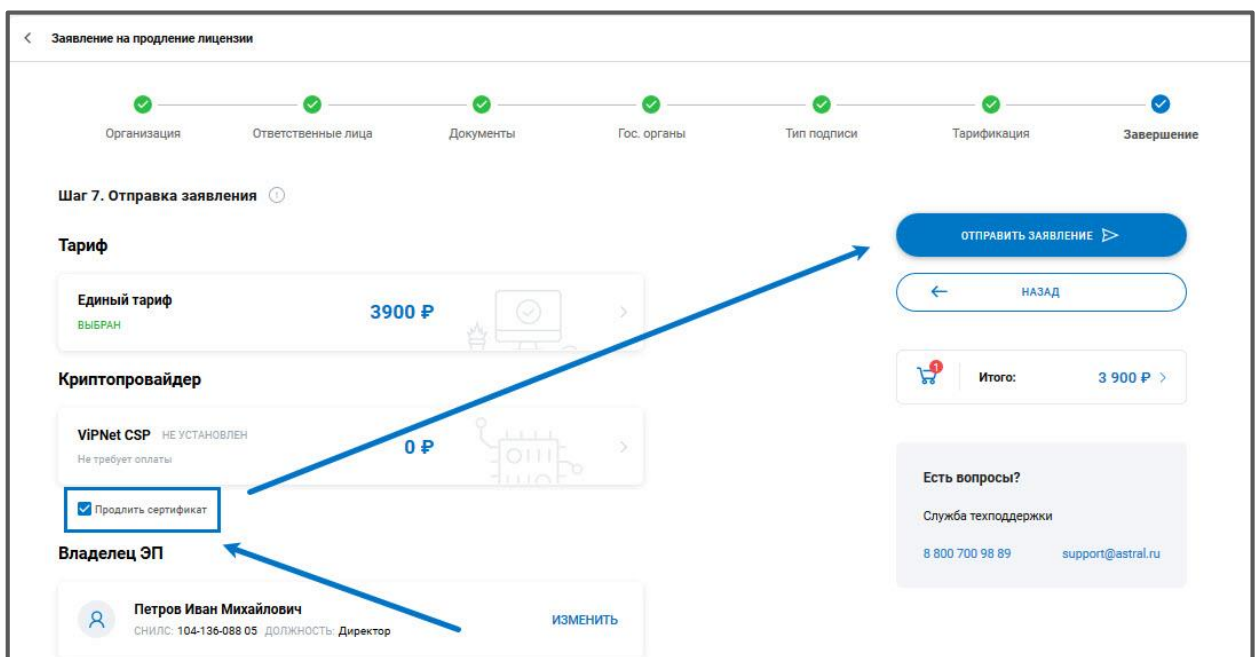 Заявление на продление лицензии
Организация
Ответственные лица
Документы
Гос. органы
Тип подписи
Тарификация
Завершение
Шаг 7. Отправка заявления
Тариф
Единый тариф
ВЫБРАН
3900 ₽
Криптопровайдер
ViPNet CSP НЕ УСТАНОВЛЕН
Не требует оплаты
0 ₽
Продлить сертификат
Владелец ЭП
Петров Иван Михайлович
СНИЛС: 104-136-088 05 ДОЛЖНОСТЬ: Директор
ИЗМЕНИТЬ
ОТПРАВИТЬ ЗАЯВЛЕНИЕ
НАЗАД
1
Итого: 3 900 ₽
Есть вопросы?
Служба техподдержки
8 800 700 98 89 support@astral.ru